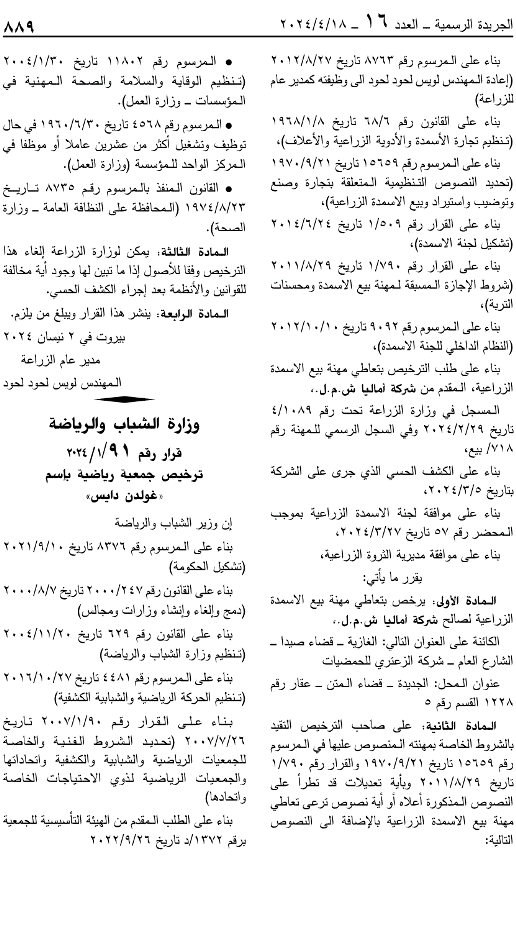 الجريدة الرسمية ــ العدد ١٦ ــ ٢٠٢٤/٤/١٨
٨٨٩
بناء على المرسوم رقم ٨٧٦٣ تاريخ ٢٠١٢/٨/٢٧
(إعادة المهندس لويس لحود لحود الى وظيفته كمدير عام
للزراعة)
بناء على القانون رقم ٦٨/٦ تاريخ ١٩٦٨/١/٨
(تنظيم تجارة الأسمدة والأدوية الزراعية والأعلاف)،
بناء على المرسوم رقم ١٥٦٥٩ تاريخ ١٩٧٠/٩/٢١
(تحديد النصوص التنظيمية المتعلقة بتجارة وصنع
وتوضيب واستيراد وبيع الاسمدة الزراعية)،
بناء على القرار رقم ١/٥٠٩ تاريخ ٢٠١٤/٦/٢٤
(تشكيل لجنة الاسمدة)،
بناء على القرار رقم ١/٧٩٠ تاريخ ٢٠١١/٨/٢٩
(شروط الإجازة المسبقة لمهنة بيع الاسمدة ومحسنات
التربة)،
بناء على المرسوم رقم ٩٠٩٢ تاريخ ٢٠١٢/١٠/١٠
(النظام الداخلي للجنة الاسمدة)،
بناء على طلب الترخيص بتعاطي مهنة بيع الاسمدة
الزراعية، المقدم من شركة أماليا ش.م.ل.،
المسجل في وزارة الزراعة تحت رقم ٤/١٠٨٩
تاريخ ٢٠٢٤/٢/٢٩ وفي السجل الرسمي للمهنة رقم
٧١٨/ بيع،
بناء على الكشف الحسي الذي جرى على الشركة
بتاريخ ٢٠٢٤/٣/٥،
بناء على موافقة لجنة الاسمدة الزراعية بموجب
المحضر رقم ٥٧ تاريخ ٢٠٢٤/٣/٢٧،
بناء على موافقة مديرية الثروة الزراعية،
يقرر ما يأتي:
المادة الأولى: يرخص بتعاطي مهنة بيع الاسمدة
الزراعية لصالح شركة أماليا ش.م.ل.،
الكائنة على العنوان التالي: الغازية ــ قضاء صيدا ــ
الشارع العام ــ شركة الزعتري للحمضيات
عنوان المحل: الجديدة ــ قضاء المتن ــ عقار رقم
١٢٢٨ القسم رقم ٥
المادة الثانية: على صاحب الترخيص التقيد
بالشروط الخاصة بمهنته المنصوص عليها في المرسوم
رقم ١٥٦٥٩ تاريخ ١٩٧٠/٩/٢١ والقرار رقم ١/٧٩٠
تاريخ ٢٠١١/٨/٢٩ وبأية تعديلات قد تطرأ على
النصوص المذكورة أعلاه أو أية نصوص ترعى تعاطي
مهنة بيع الاسمدة الزراعية بالإضافة الى النصوص
التالية:
• المرسوم رقم ١١٨٠٢ تاريخ ٢٠٠٤/١/٣٠
(تنظيم الوقاية والسلامة والصحة المهنية في
المؤسسات ــ وزارة العمل).
• المرسوم رقم ٤٥٦٨ تاريخ ١٩٦٠/٦/٣٠ في حال
توظيف وتشغيل أكثر من عشرين عاملا أو موظفا في
المركز الواحد للمؤسسة (وزارة العمل).
• القانون المنفذ بالمرسوم رقم ٨٧٣٥ تاريخ
١٩٧٤/٨/٢٣ (المحافظة على النظافة العامة ــ وزارة
الصحة).
المادة الثالثة: يمكن لوزارة الزراعة إلغاء هذا
الترخيص وفقا للأصول إذا ما تبين لها وجود أية مخالفة
للقوانين والأنظمة بعد إجراء الكشف الحسي.
المادة الرابعة: ينشر هذا القرار ويبلغ من يلزم.
بيروت في ٢ نيسان ٢٠٢٤
مدير عام الزراعة
المهندس لويس لحود لحود
وزارة الشباب والرياضة
قرار رقم ٢٠٢٤/١/٩١
ترخيص جمعية رياضية بإسم
«غولدن دايس»
إن وزير الشباب والرياضة
بناء على المرسوم رقم ٨٣٧٦ تاريخ ٢٠٢١/٩/١٠
(تشكيل الحكومة)
بناء على القانون رقم ٢٠٠٠/٢٤٧ تاريخ ٢٠٠٠/٨/٧
(دمج وإلغاء وإنشاء وزارات ومجالس)
بناء على القانون رقم ٦٢٩ تاريخ ٢٠٠٤/١١/٢٠
(تنظيم وزارة الشباب والرياضة)
بناء على المرسوم رقم ٤٤٨١ تاريخ ٢٠١٦/١٠/٢٧
(تنظيم الحركة الرياضية والشبابية الكشفية)
بناء على القرار رقم ٢٠٠٧/١/٩٠ تاريخ
٢٠٠٧/٧/٢٦ (تحديد الشروط الفنية والخاصة
للجمعيات الرياضية والشبابية والكشفية واتحاداتها
والجمعيات الرياضية لذوي الاحتياجات الخاصة
واتحادها)
بناء على الطلب المقدم من الهيئة التأسيسية للجمعية
برقم ١٣٧٢/د تاريخ ٢٠٢٢/٩/٢٦